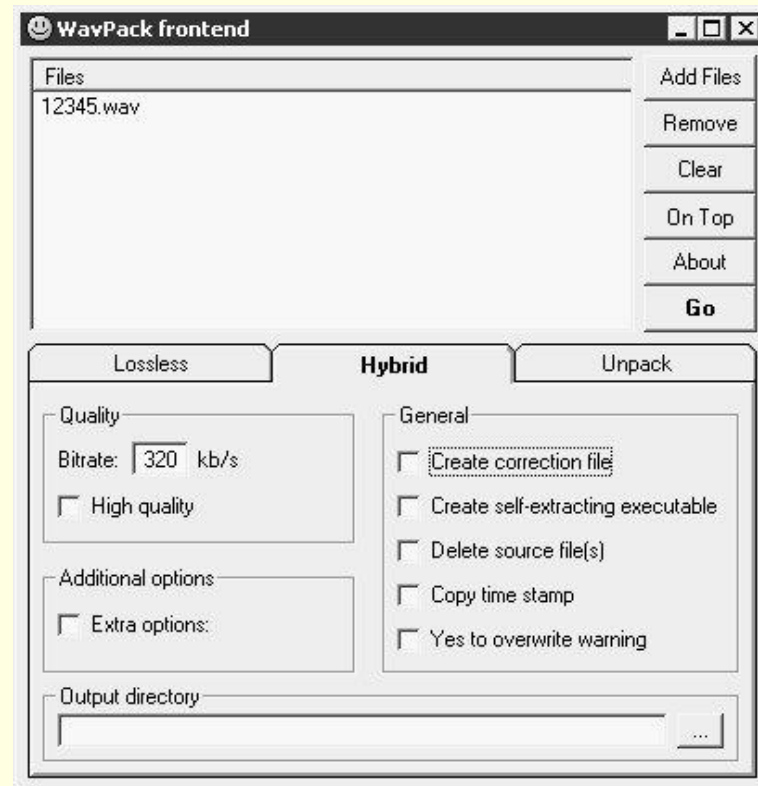 WavPack frontend
Files
12345.wav
Add Files
Remove
Clear
On Top
About
Go
Lossless
Hybrid
Unpack
Quality
Bitrate: 320 kb/s
High quality
Additional options
Extra options:
General
Create correction file
Create self-extracting executable
Delete source file(s)
Copy time stamp
Yes to overwrite warning
Output directory
...